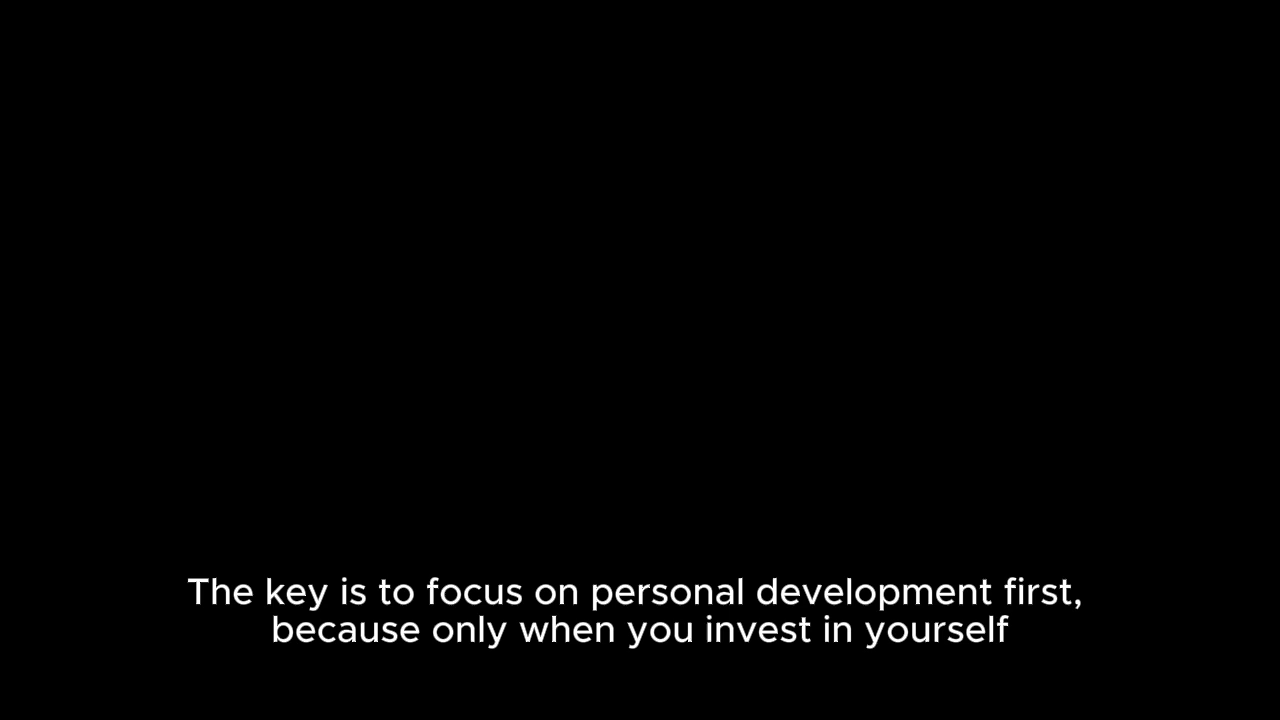 The key is to focus on personal development first,
because only when you invest in yourself